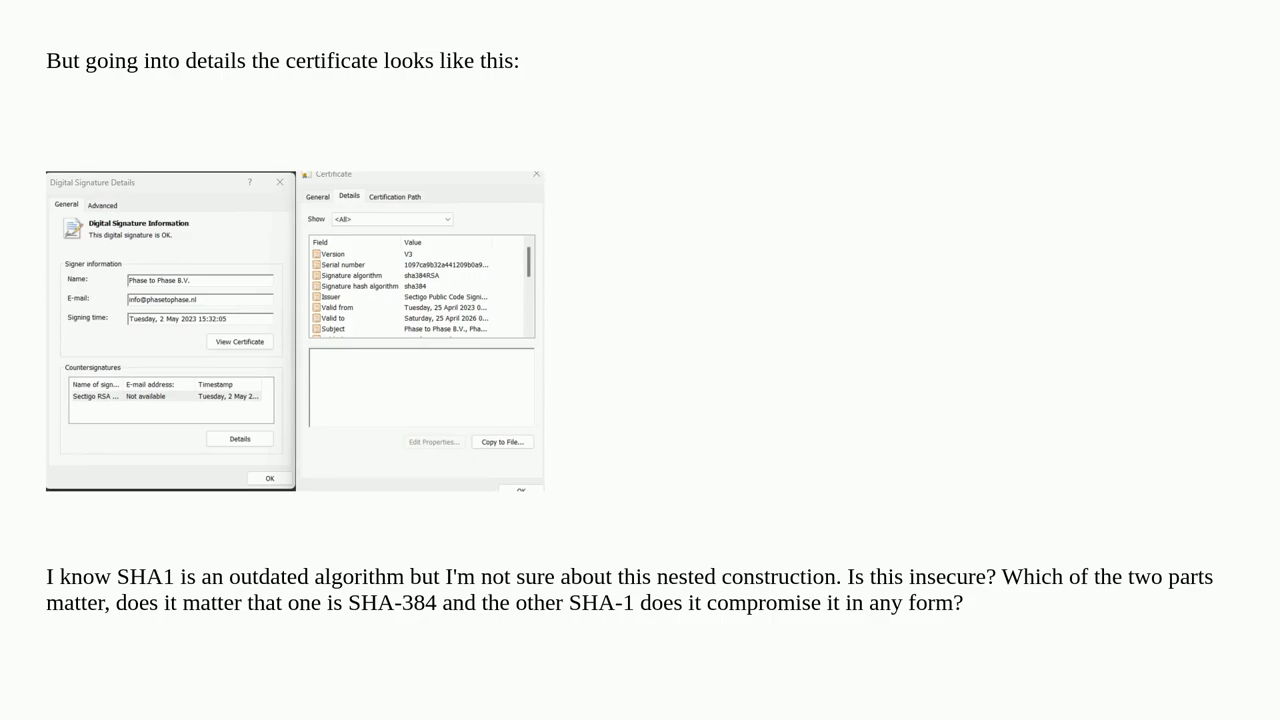 But going into details the certificate looks like this:
Digital Signature Details ?
General Advanced
Digital Signature Information
This digital signature is OK.
Signer information
Name: Phase to Phase B.V.
E-mail: info@phasetophase.nl
Signing time: Tuesday, 2 May 2023 15:32:05
View Certificate
Countersignatures
Name of sign... E-mail address: Timestamp
Sectigo RSA ... Not available Tuesday, 2 May 2...
Details
OK
Certificate
General Details Certification Path
Show <All>
Field Value
Version V3
Serial number 1097ca9b32a441209b0a9...
Signature algorithm sha384RSA
Signature hash algorithm sha384
Issuer Sectigo Public Code Signi...
Valid from Tuesday, 25 April 2023 0...
Valid to Saturday, 25 April 2026 0...
Subject Phase to Phase B.V., Pha...
Edit Properties... Copy to File...
OK
I know SHA1 is an outdated algorithm but I'm not sure about this nested construction. Is this insecure? Which of the two parts
matter, does it matter that one is SHA-384 and the other SHA-1 does it compromise it in any form?